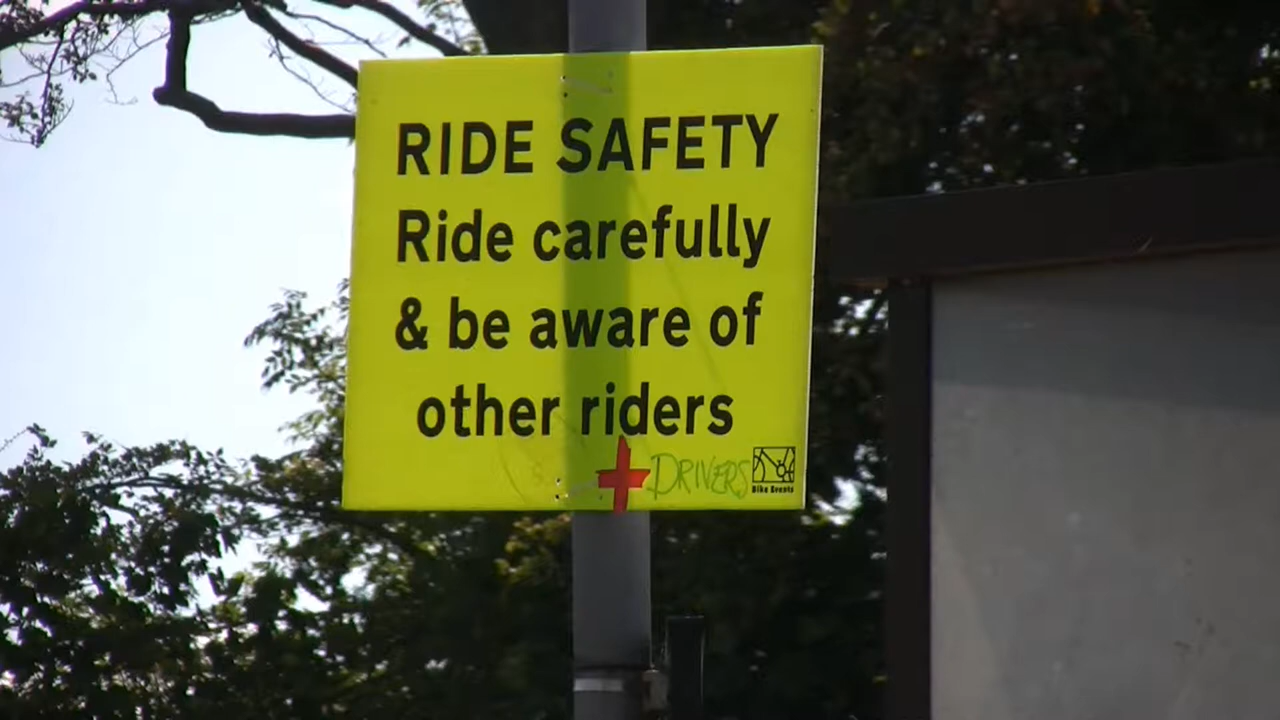 RIDE SAFETY
Ride carefully
& be aware of
other riders
+ DRIVERS
Bike Events